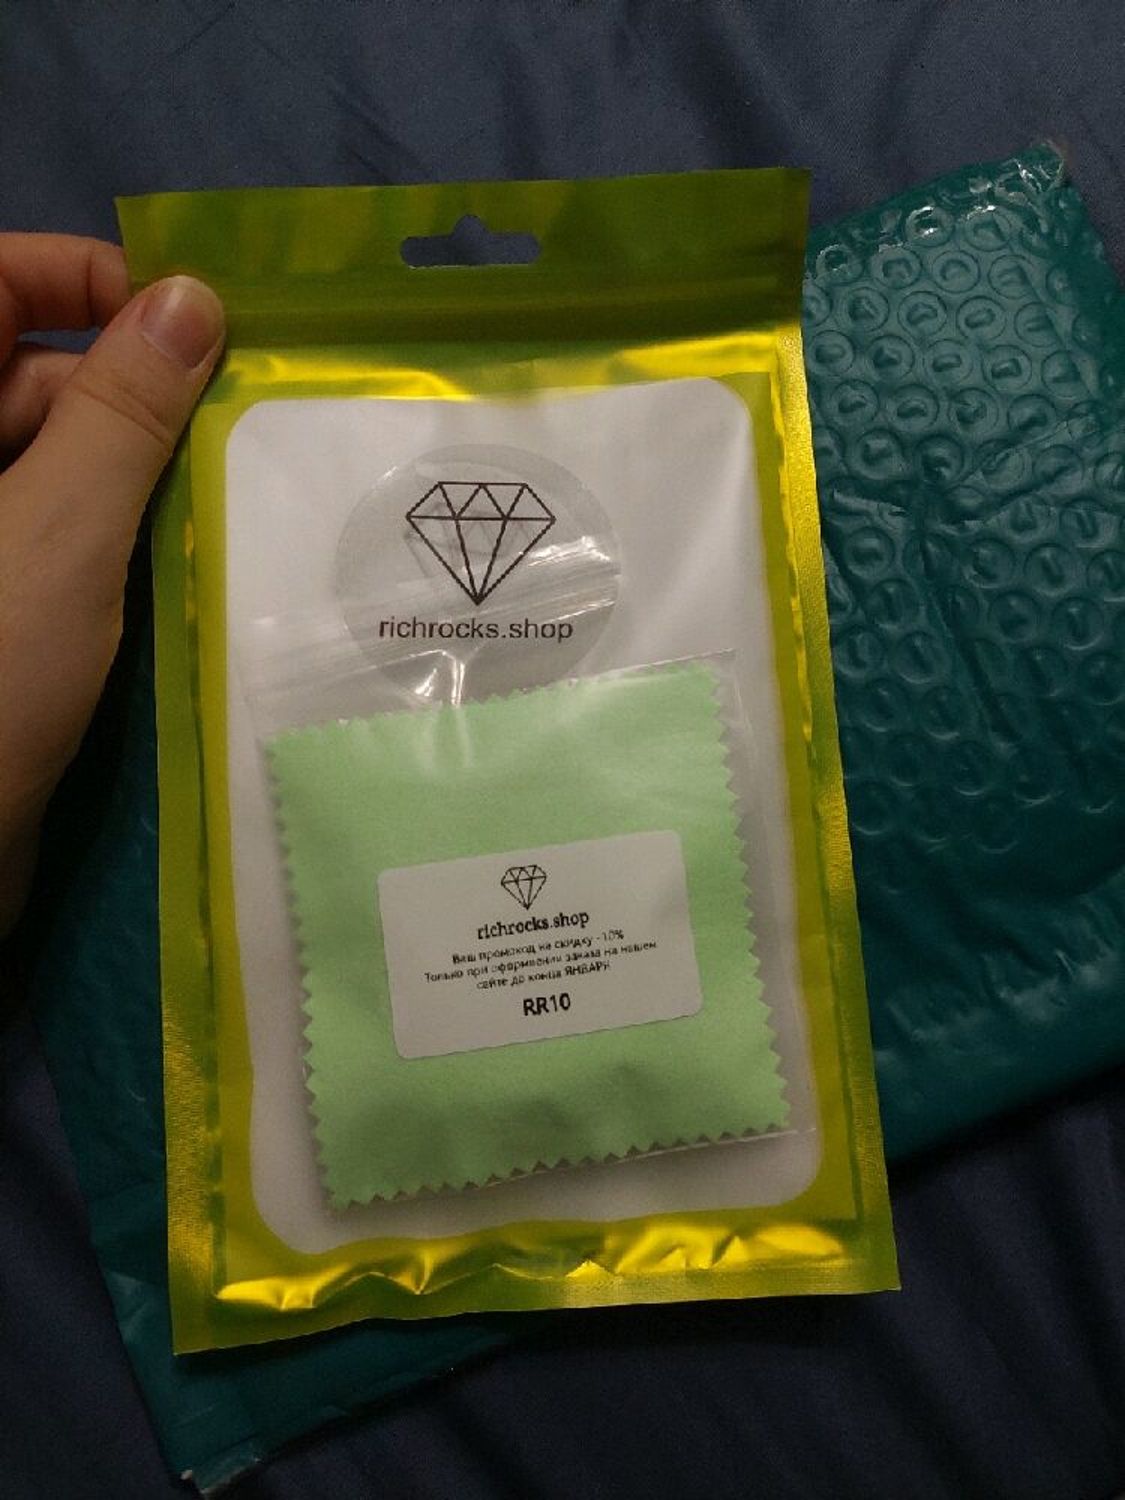 richrocks.shop
richrocks.shop
Ваш промокод на скидку -10%
Только при оформлении заказа на нашем
сайте до конца ЯНВАРЯ
RR10